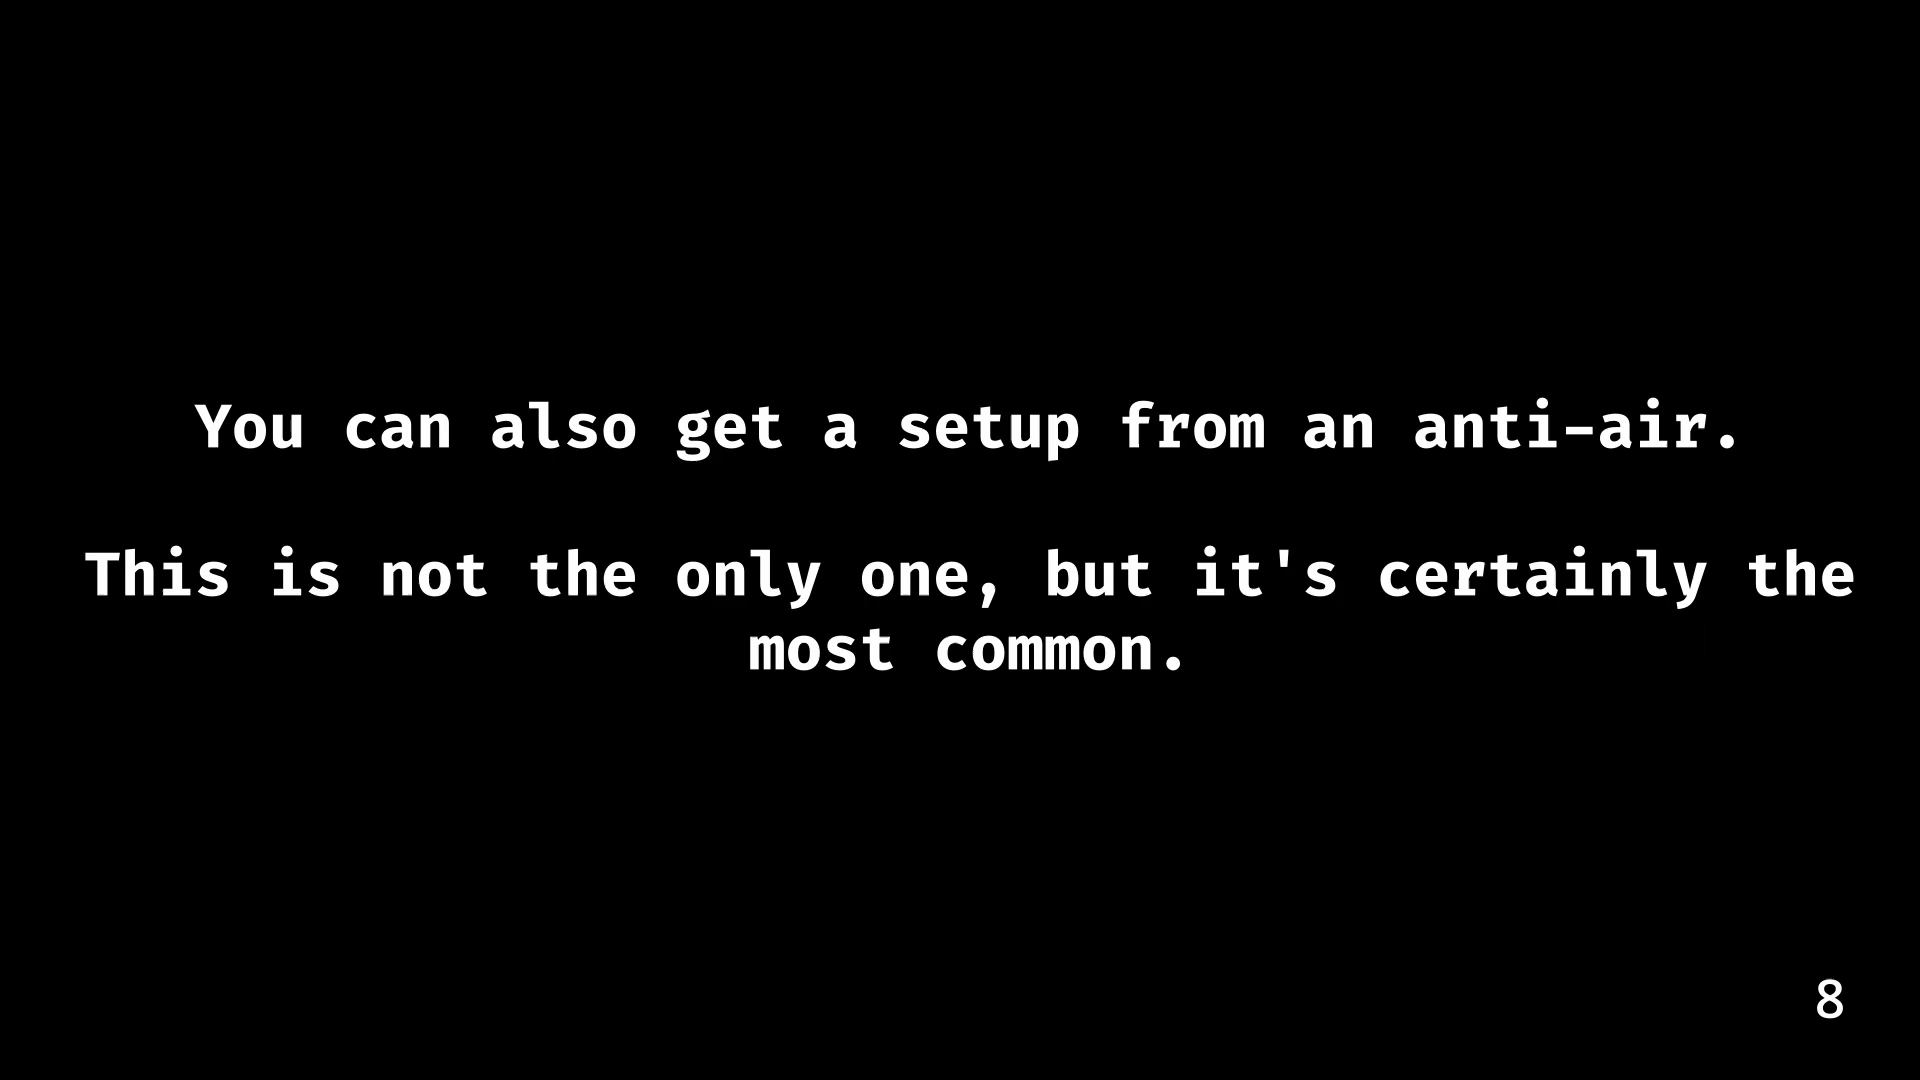 You can also get a setup from an anti-air.
This is not the only one, but it's certainly the
most common.
8